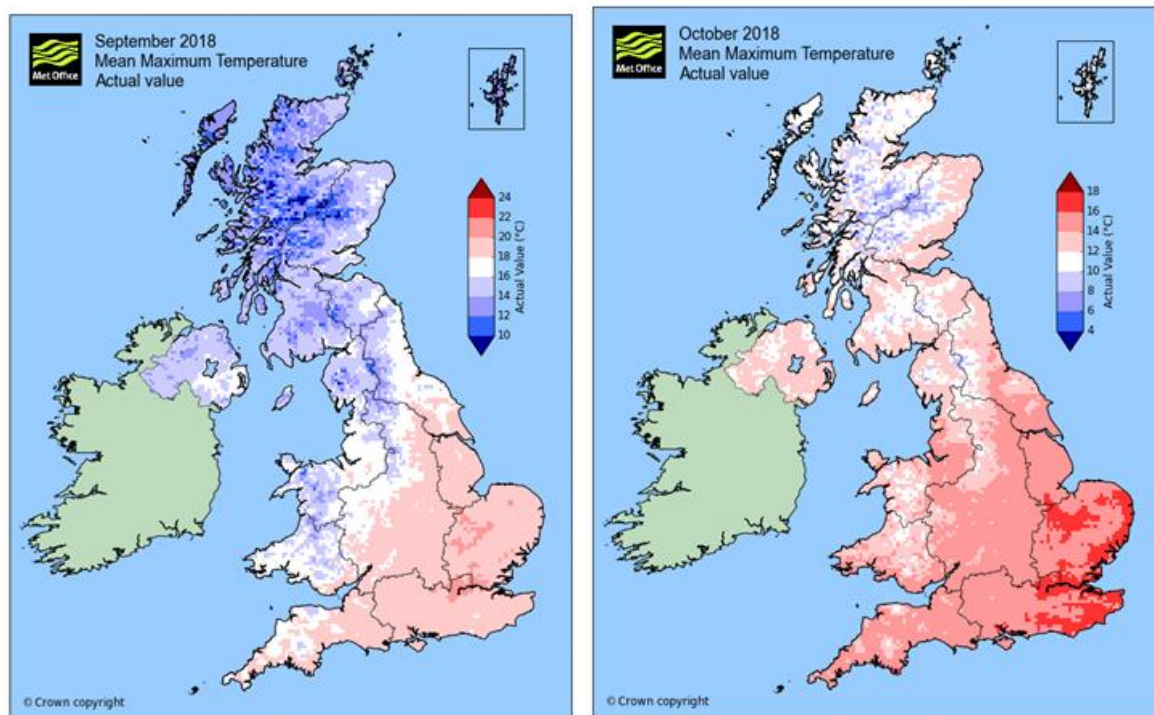 Met Office
September 2018
Mean Maximum Temperature
Actual value
24
22
20
18
16
14
12
10
Actual Value (°C)
© Crown copyright
Met Office
October 2018
Mean Maximum Temperature
Actual value
18
16
14
12
10
8
6
4
Actual Value (°C)
© Crown copyright